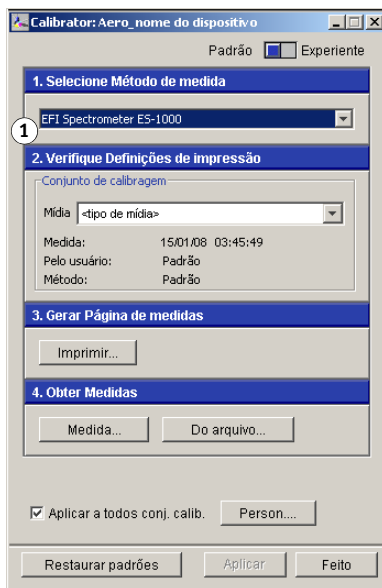 Calibrator: Aero_nome do dispositivo
Padrão Experiente
1. Selecione Método de medida
EFI Spectrometer ES-1000
1
2. Verifique Definições de impressão
Conjunto de calibragem
Mídia <tipo de mídia>
Medida: 15/01/08 03:45:49
Pelo usuário: Padrão
Método: Padrão
3. Gerar Página de medidas
Imprimir...
4. Obter Medidas
Medida... Do arquivo...
Aplicar a todos conj. calib. Person....
Restaurar padrões Aplicar Feito